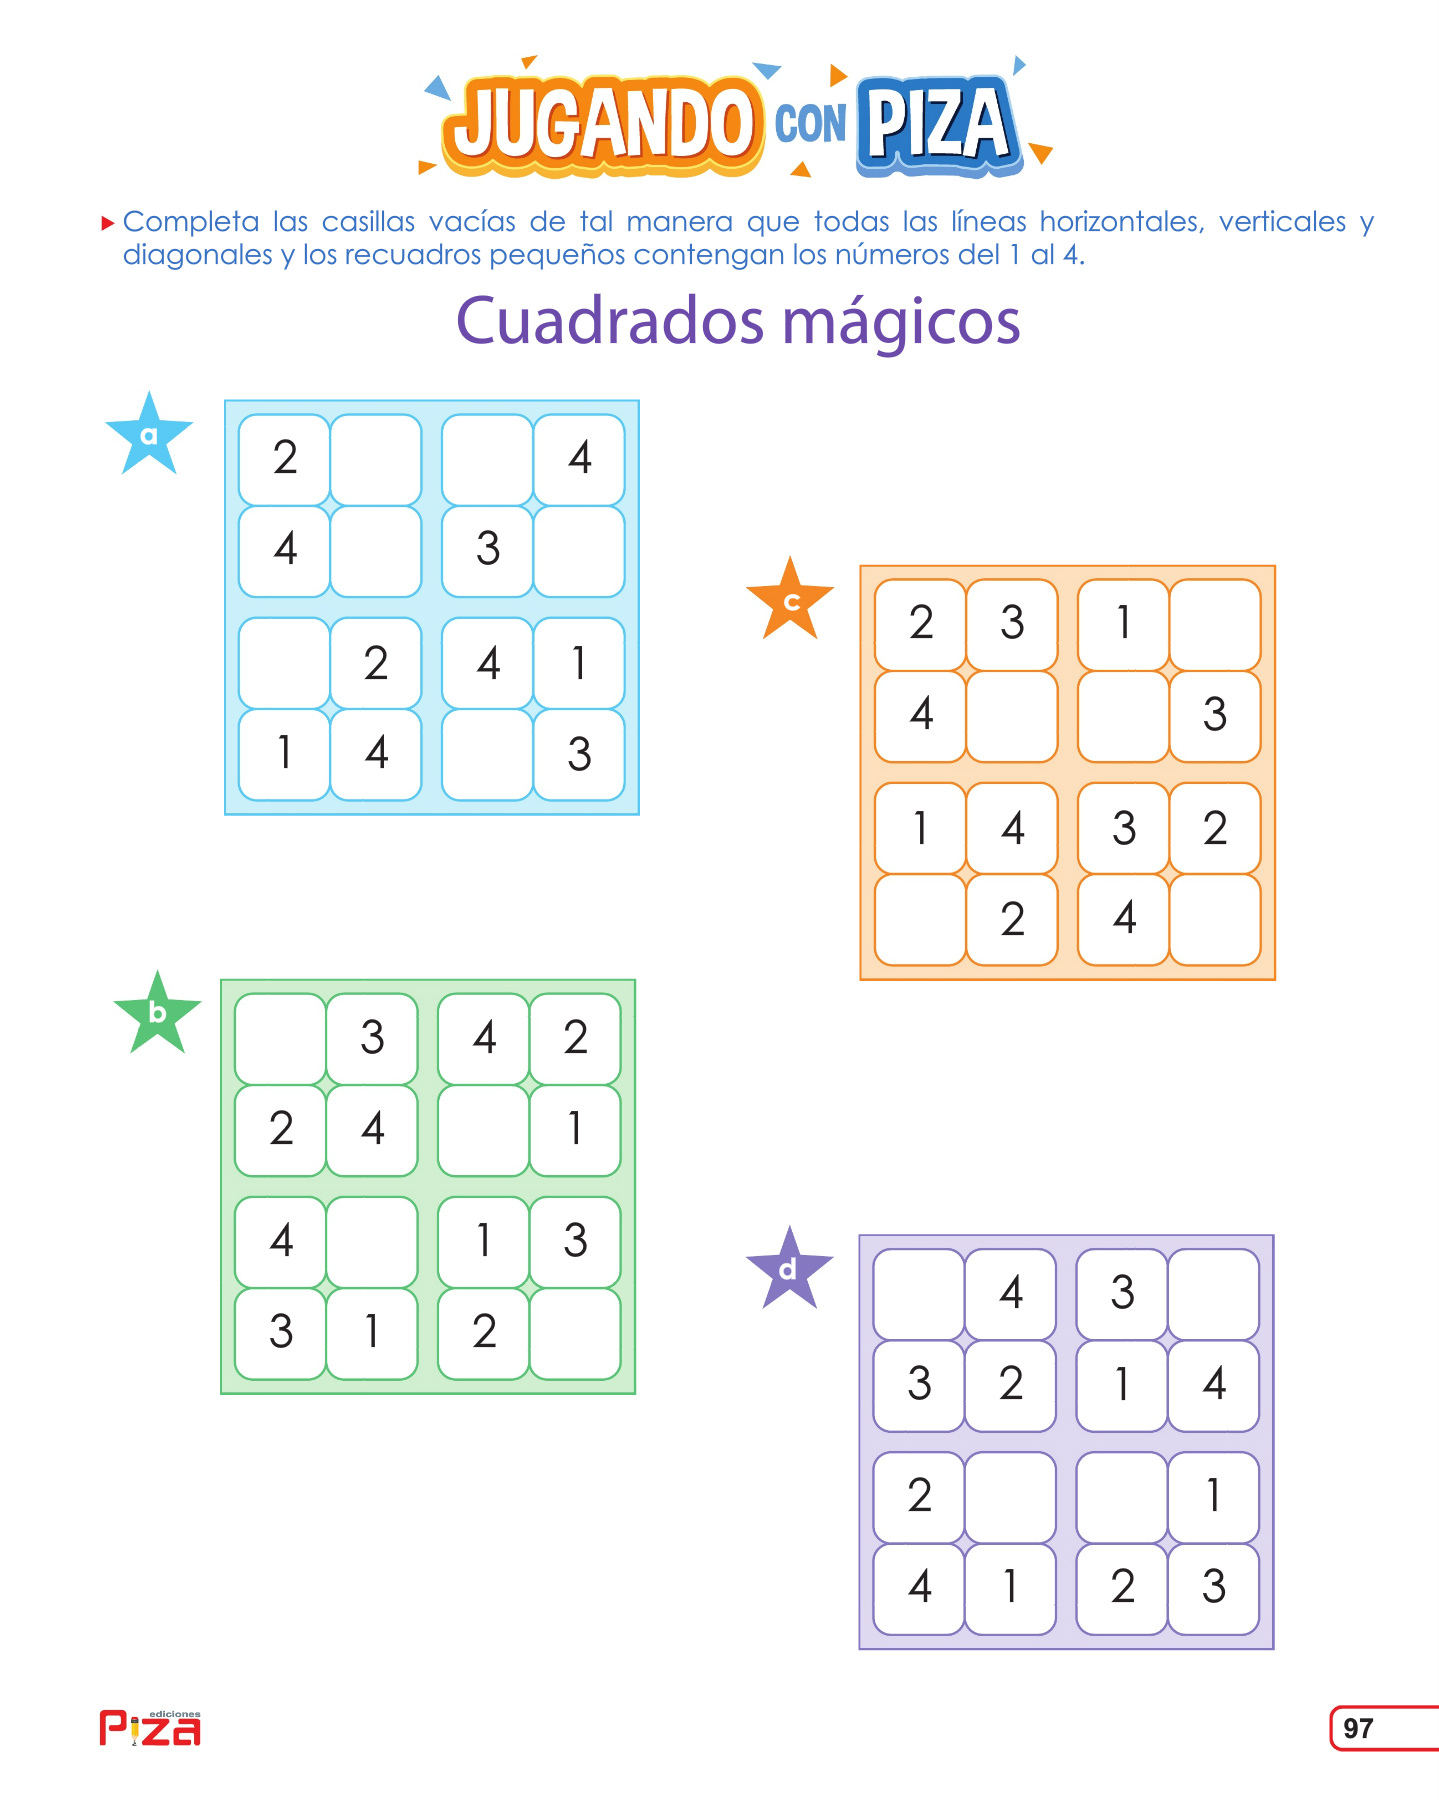 JUGANDO CON PIZA
Completa las casillas vacías de tal manera que todas las líneas horizontales, verticales y
diagonales y los recuadros pequeños contengan los números del 1 al 4.
Cuadrados mágicos
a
2 4
4 3
2 4 1
1 4 3
c
2 3 1
4 3
1 4 3 2
2 4
b
3 4 2
2 4 1
4 1 3
3 1 2
d
4 3
3 2 1 4
2 1
4 1 2 3
ediciones
Piza
97